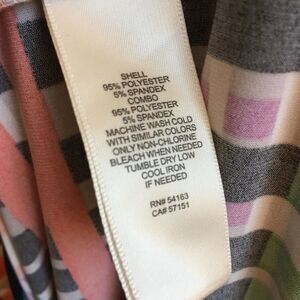 SHELL
95% POLYESTER
5% SPANDEX
COMBO
95% POLYESTER
5% SPANDEX
MACHINE WASH COLD
WITH SIMILAR COLORS
ONLY NON-CHLORINE
BLEACH WHEN NEEDED
TUMBLE DRY LOW
COOL IRON
IF NEEDED
RN# 54163
CA# 57151